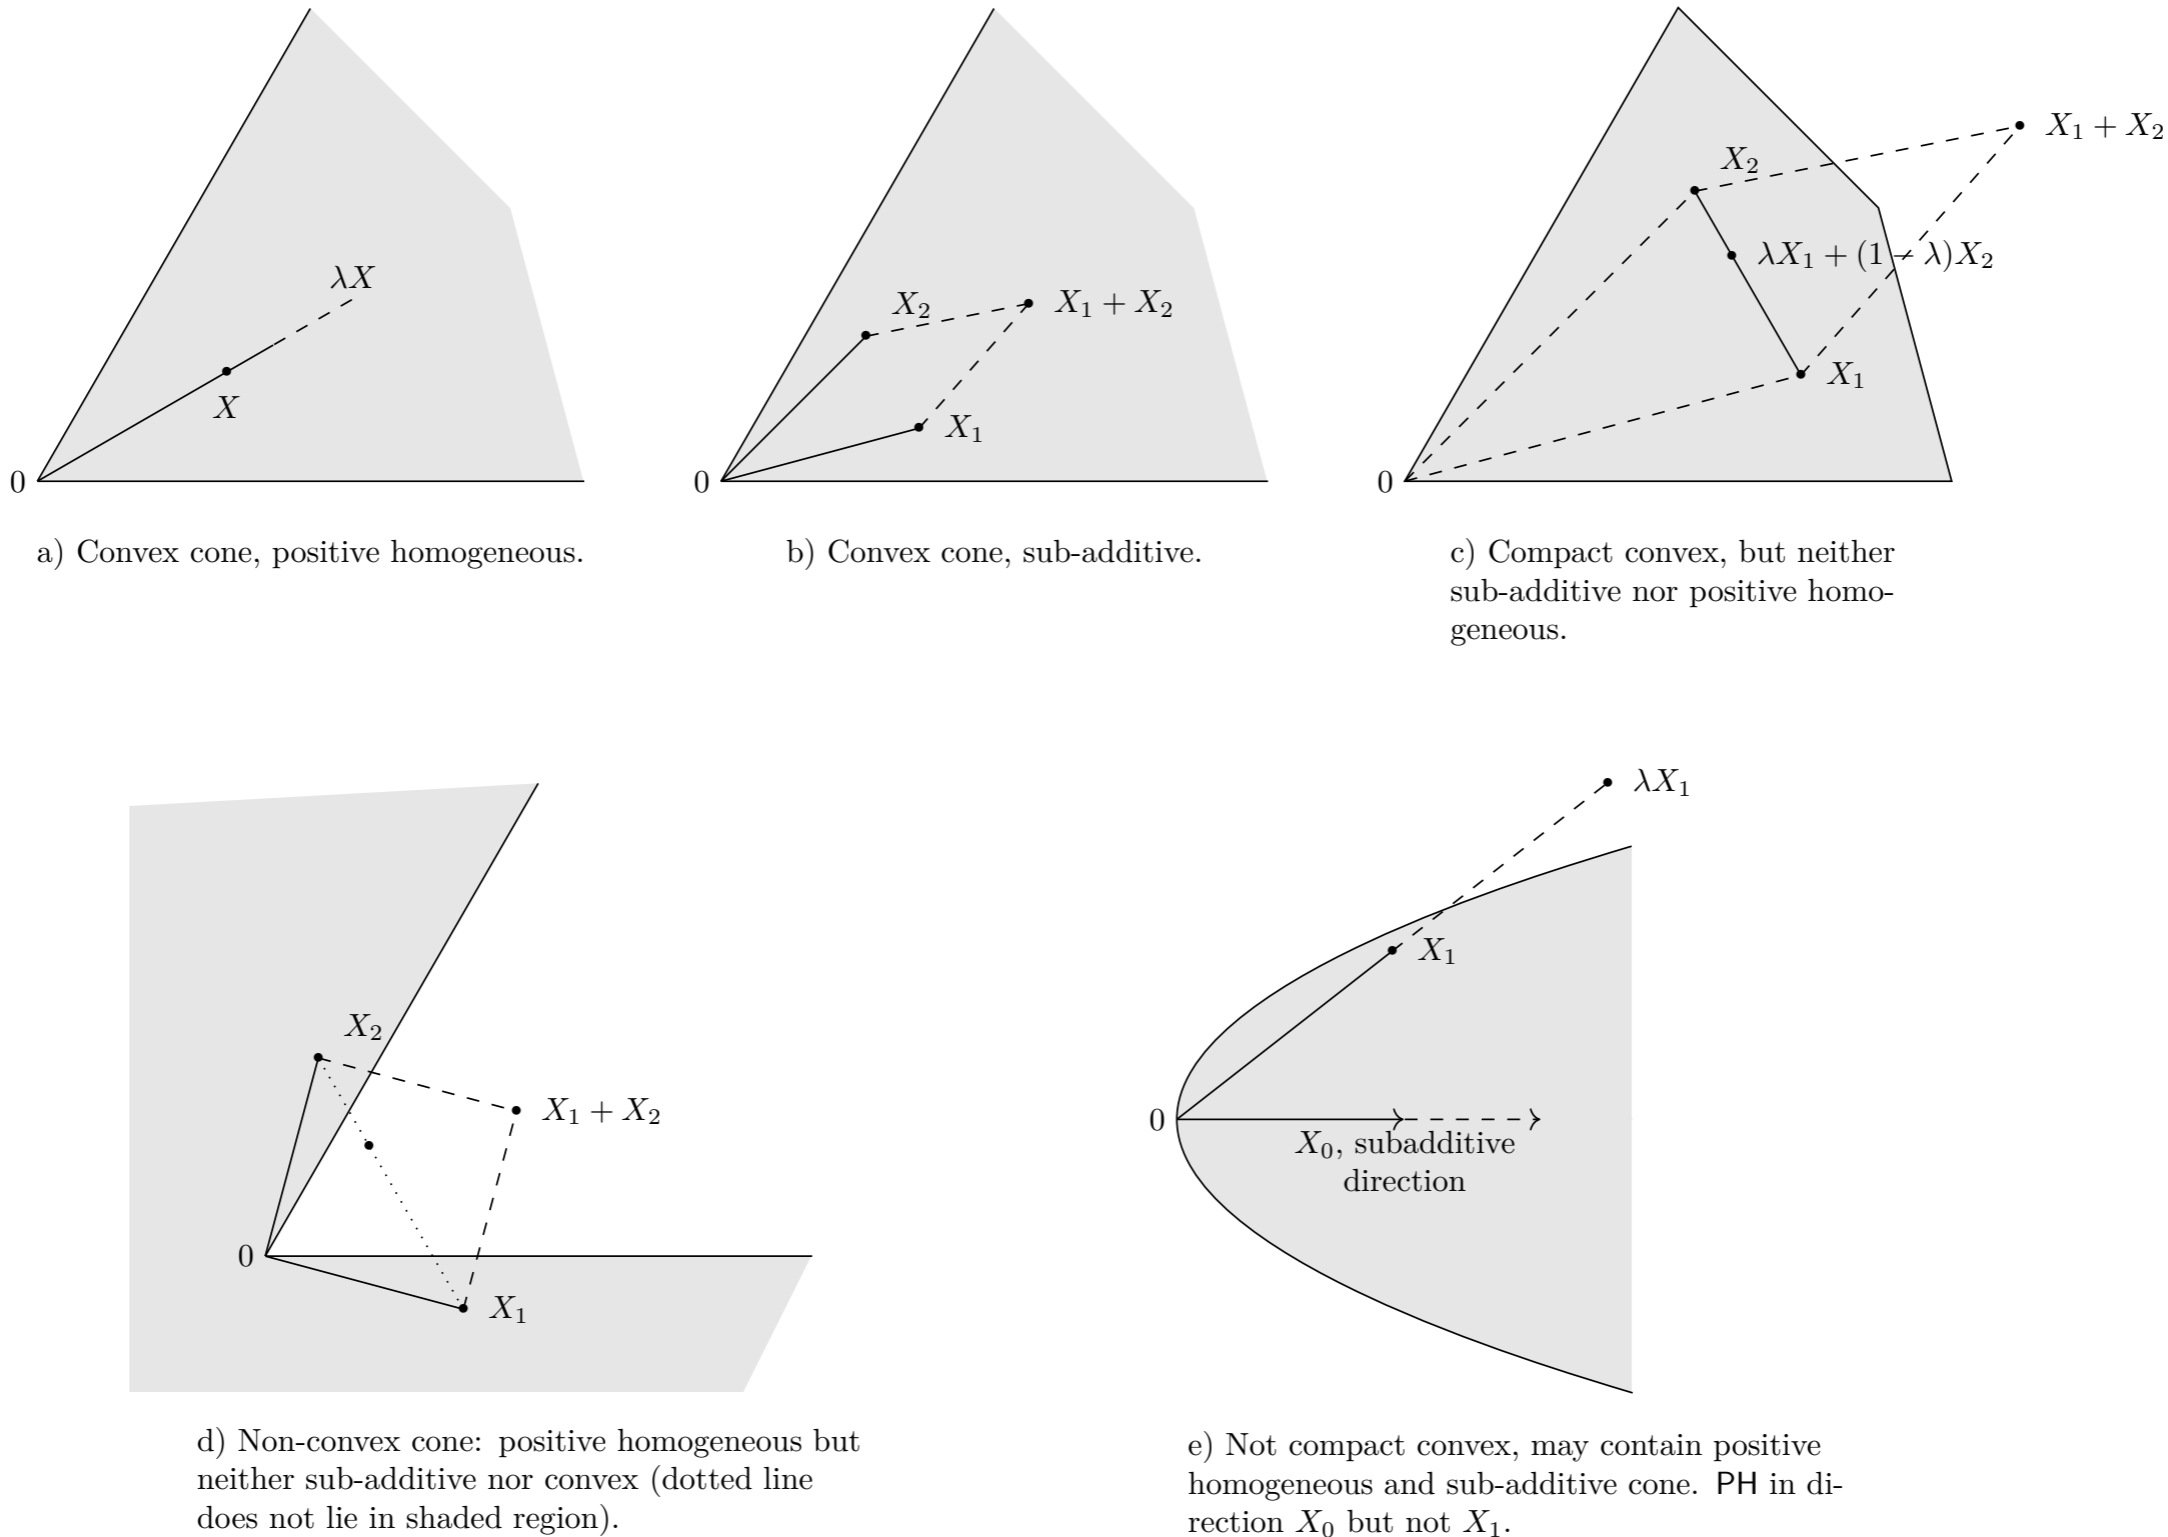 λX
X
0
a) Convex cone, positive homogeneous.
X₂
X₁ + X₂
X₁
0
b) Convex cone, sub-additive.
X₁ + X₂
X₂
λX₁ + (1 − λ)X₂
X₁
0
c) Compact convex, but neither
sub-additive nor positive homo-
geneous.
X₂
X₁ + X₂
0
X₁
d) Non-convex cone: positive homogeneous but
neither sub-additive nor convex (dotted line
does not lie in shaded region).
λX₁
X₁
0
X₀, subadditive
direction
e) Not compact convex, may contain positive
homogeneous and sub-additive cone. PH in di-
rection X₀ but not X₁.